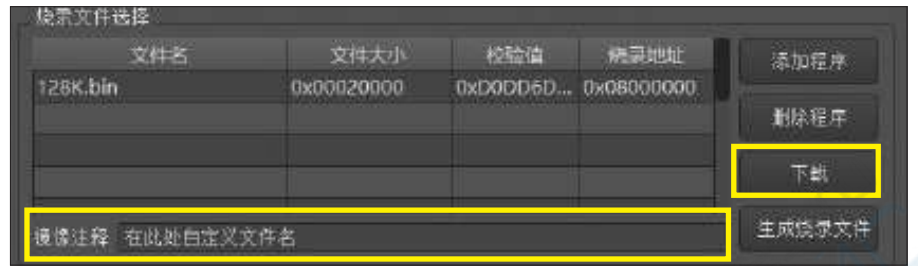 烧录文件选择
文件名 文件大小 校验值 烧录地址
128K.bin 0x00020000 0xD0DD6D... 0x08000000
添加程序
删除程序
下载
镜像注释 在此处自定义文件名
生成烧录文件